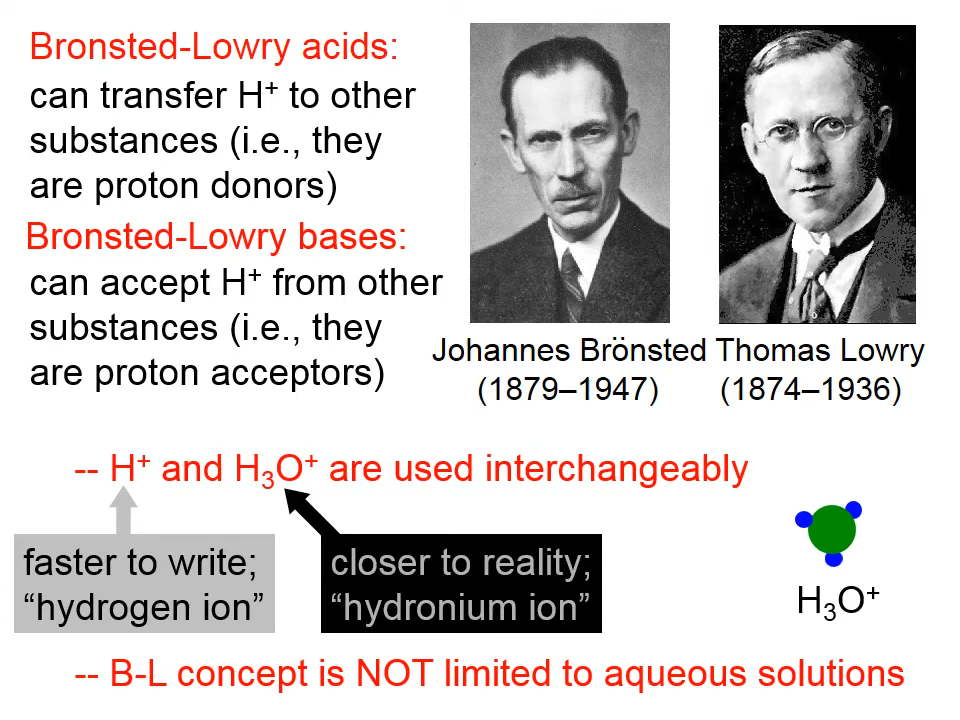 Bronsted-Lowry acids:
can transfer H⁺ to other
substances (i.e., they
are proton donors)
Bronsted-Lowry bases:
can accept H⁺ from other
substances (i.e., they
are proton acceptors)
Johannes Brönsted
(1879–1947)
Thomas Lowry
(1874–1936)
-- H⁺ and H₃O⁺ are used interchangeably
faster to write;
“hydrogen ion”
closer to reality;
“hydronium ion”
H₃O⁺
-- B-L concept is NOT limited to aqueous solutions